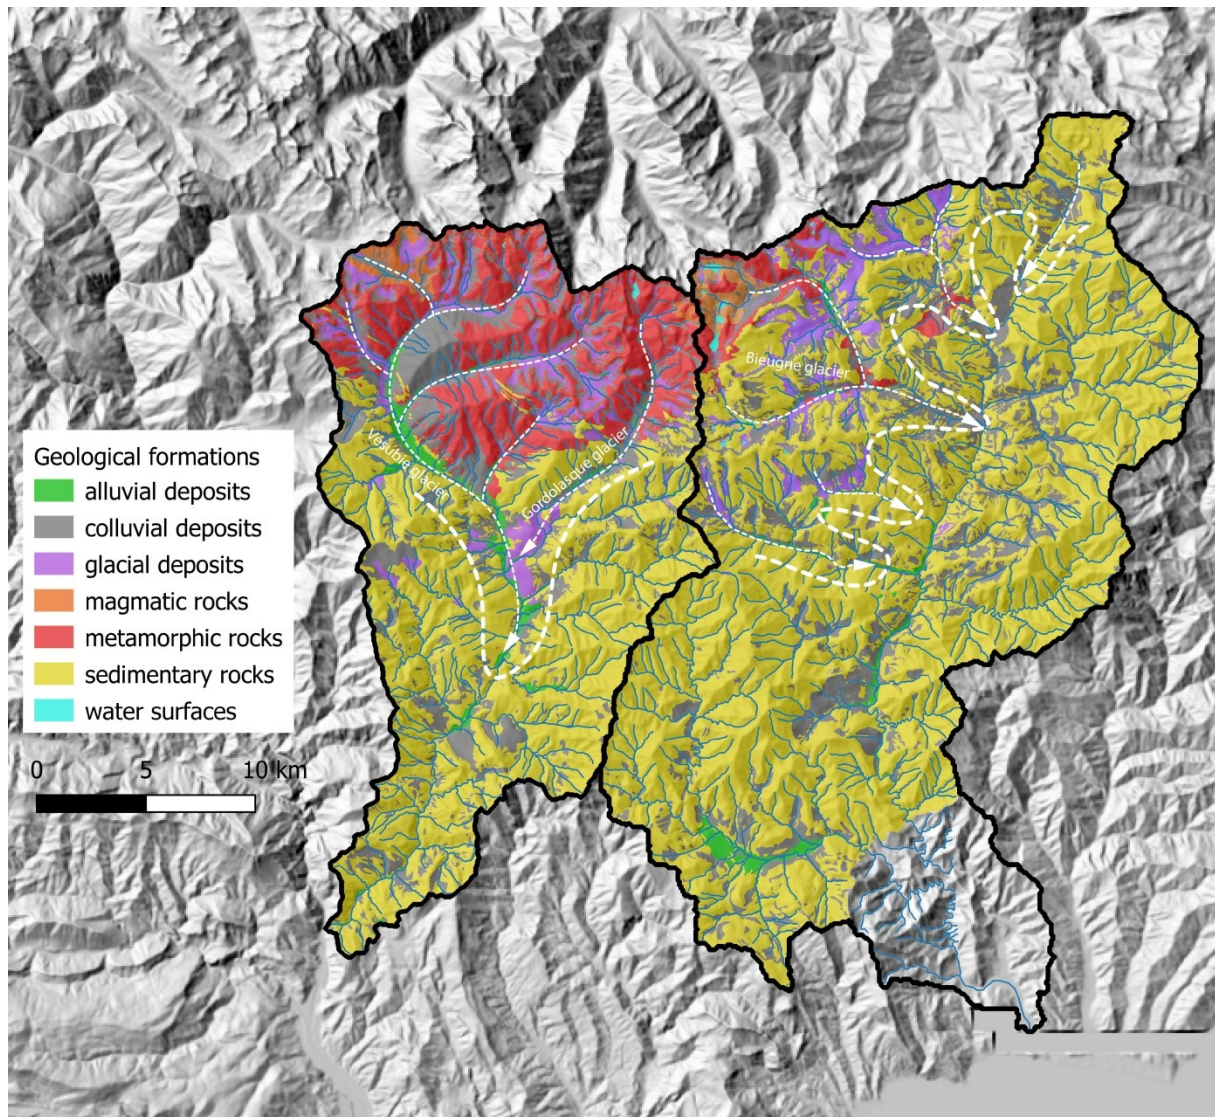 Bieugne glacier
Vésubie glacier
Gordolasque glacier
Geological formations
alluvial deposits
colluvial deposits
glacial deposits
magmatic rocks
metamorphic rocks
sedimentary rocks
water surfaces
0 5 10 km